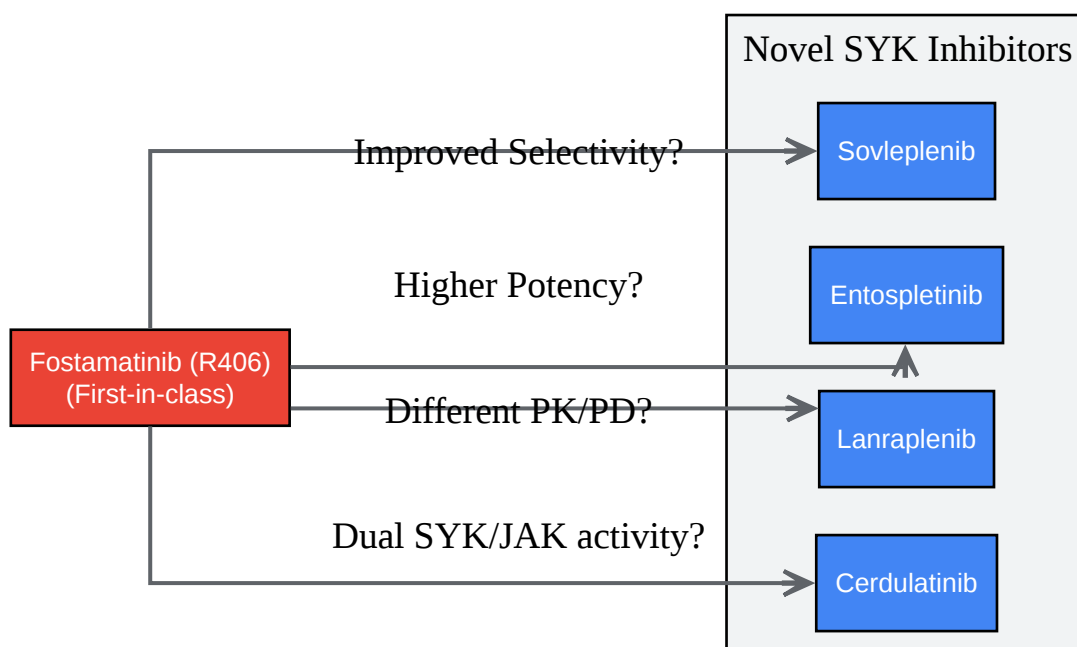 Novel SYK Inhibitors
Improved Selectivity?
Sovleplenib
Higher Potency?
Entospletinib
Fostamatinib (R406)
(First-in-class)
Different PK/PD?
Lanraplenib
Dual SYK/JAK activity?
Cerdulatinib